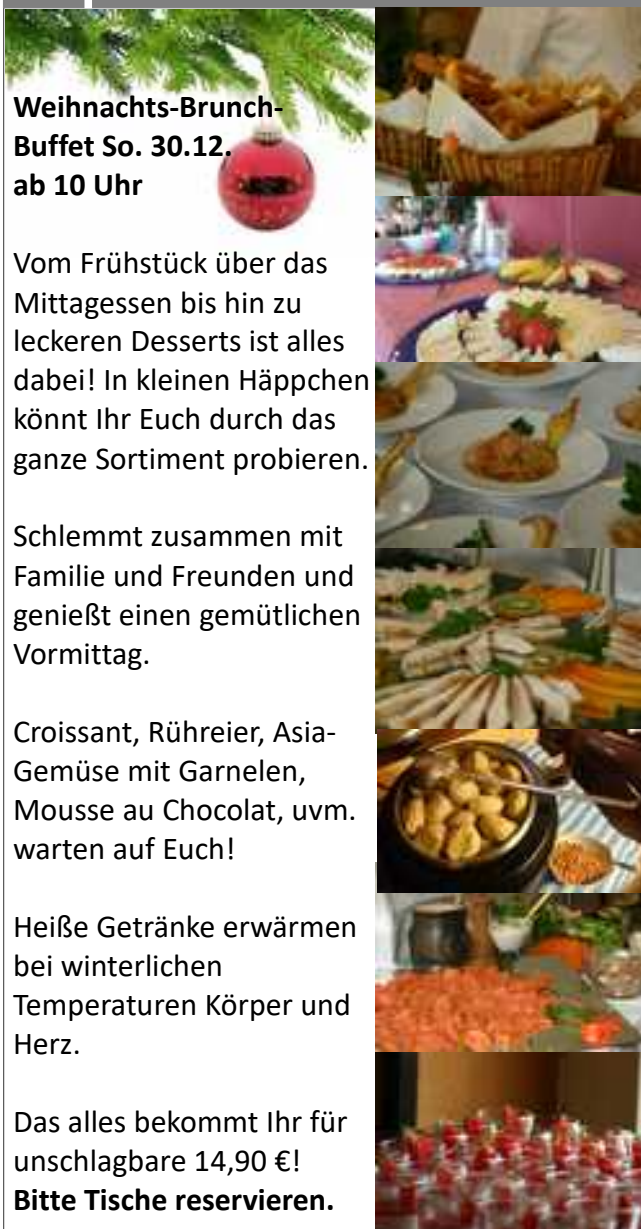 Weihnachts-Brunch-
Buffet So. 30.12.
ab 10 Uhr
Vom Frühstück über das
Mittagessen bis hin zu
leckeren Desserts ist alles
dabei! In kleinen Häppchen
könnt Ihr Euch durch das
ganze Sortiment probieren.
Schlemmt zusammen mit
Familie und Freunden und
genießt einen gemütlichen
Vormittag.
Croissant, Rühreier, Asia-
Gemüse mit Garnelen,
Mousse au Chocolat, uvm.
warten auf Euch!
Heiße Getränke erwärmen
bei winterlichen
Temperaturen Körper und
Herz.
Das alles bekommt Ihr für
unschlagbare 14,90 €!
Bitte Tische reservieren.